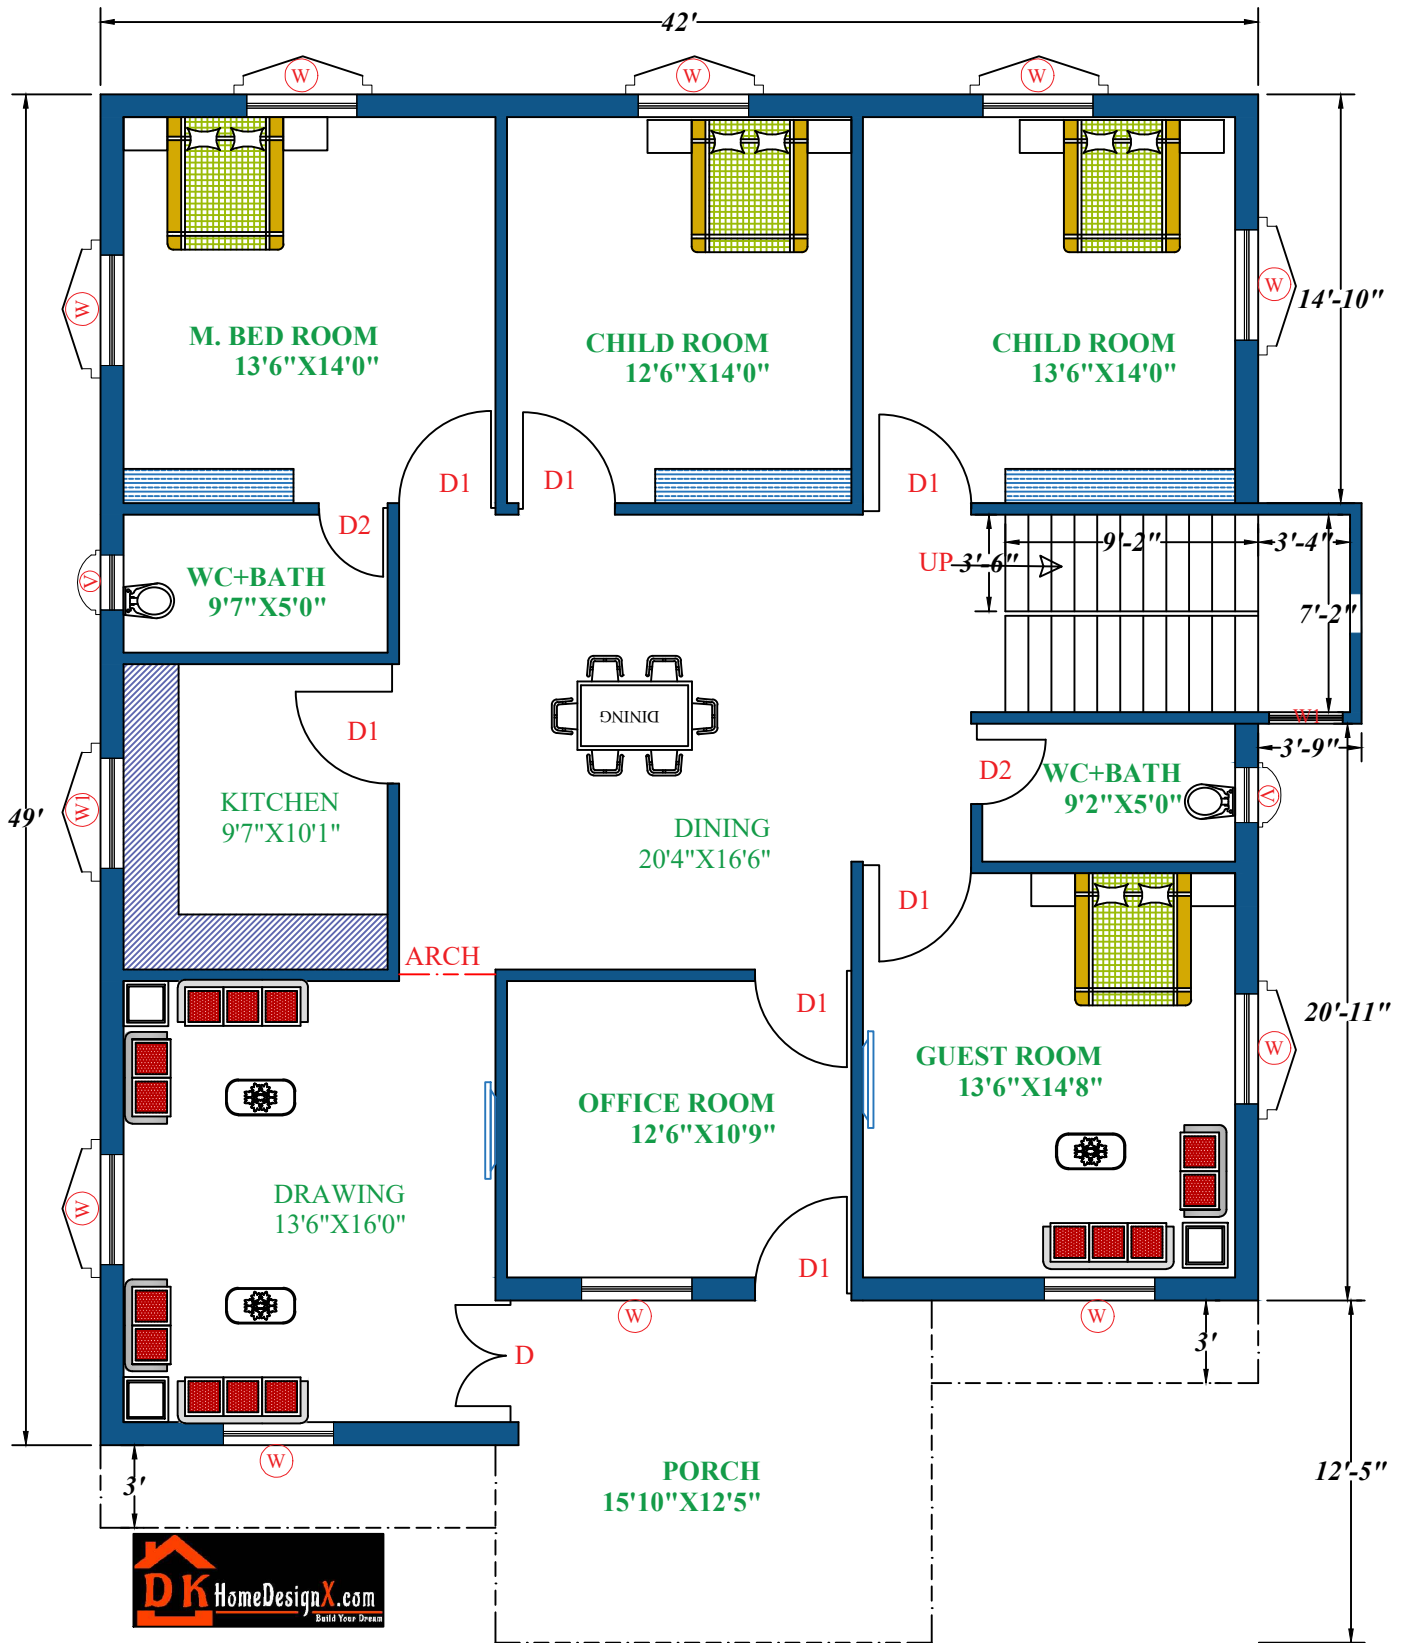 42'
W
W
W
W
W
14'-10"
M. BED ROOM
13'6"X14'0"
CHILD ROOM
12'6"X14'0"
CHILD ROOM
13'6"X14'0"
D1
D1
D1
D2
UP
3'-6"
9'-2"
3'-4"
7'-2"
V
WC+BATH
9'7"X5'0"
DINING
W1
D1
3'-9"
D2
WC+BATH
9'2"X5'0"
V
49'
W1
KITCHEN
9'7"X10'1"
DINING
20'4"X16'6"
D1
ARCH
D1
20'-11"
W
GUEST ROOM
13'6"X14'8"
OFFICE ROOM
12'6"X10'9"
W
DRAWING
13'6"X16'0"
D1
W
W
D
3'
W
3'
PORCH
15'10"X12'5"
12'-5"
DK HomeDesignX.com
Build Your Dream